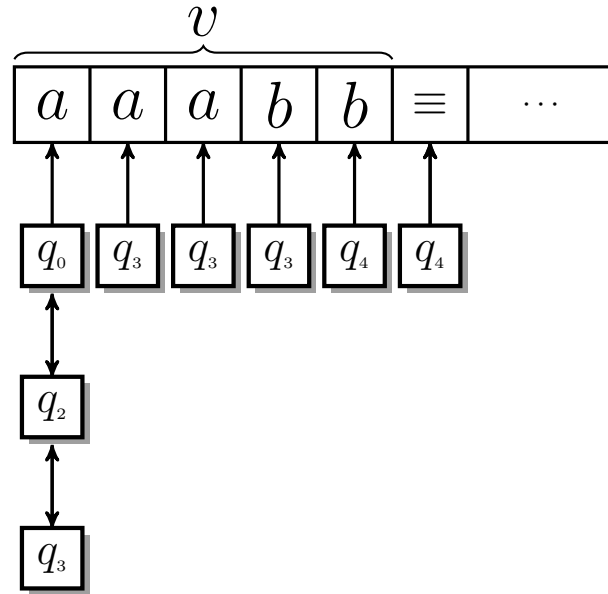 v
a a a b b ≡ ...
q₀ q₃ q₃ q₃ q₄ q₄
q₂
q₃